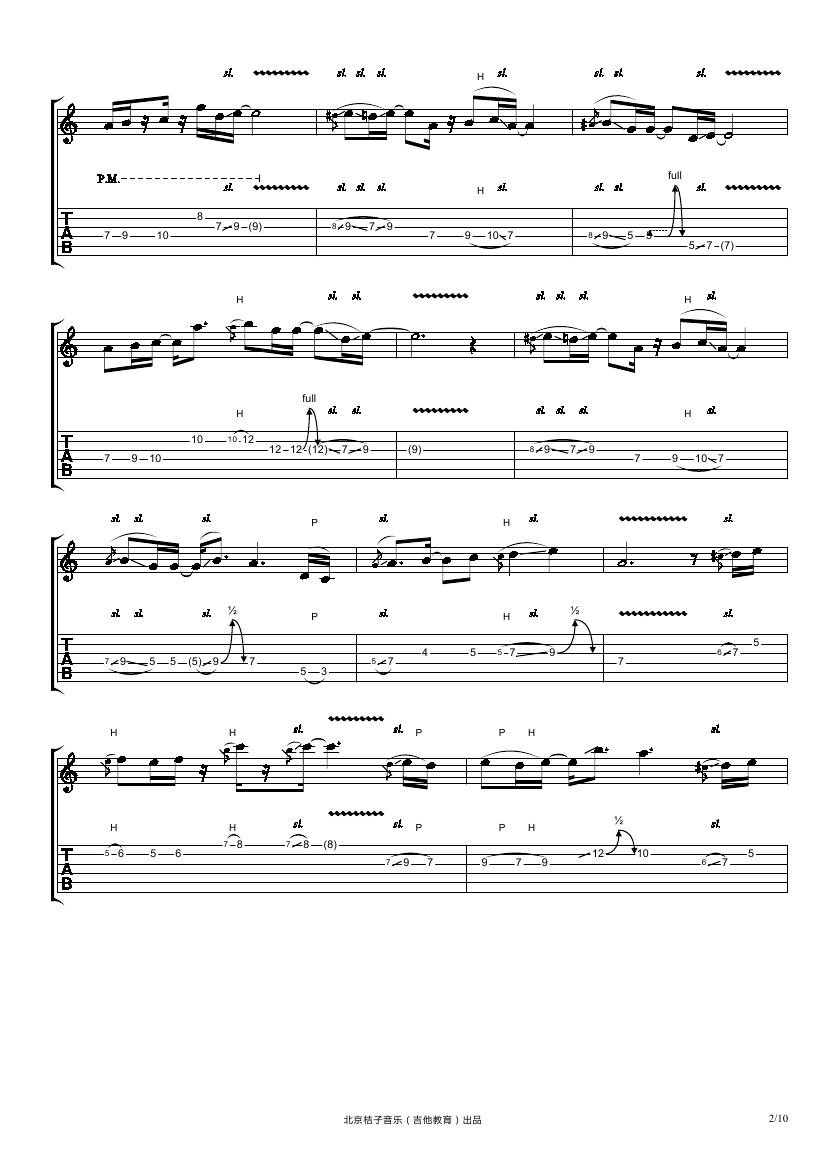 sl. sl. sl. sl. H sl. sl. sl. sl.
P.M.
sl. sl. sl. sl. H sl. sl. sl. full sl.
T A B
8
7 9 10 7 9 (9) 8 9 7 9 7 9 10 7 8 9 5 5 5 7 (7)
H sl. sl. sl. sl. sl. H sl.
H full sl. sl. sl. sl. sl. H sl.
T A B
10 10 12
12 12 (12) 7 9 (9) 8 9 7 9
7 9 10 7 9 10 7
sl. sl. sl. P sl. H sl. sl.
sl. sl. sl. ½ P sl. H sl. ½ sl.
T A B
5
4 5 5 7 9 6 7
7 9 5 5 (5) 9 7 5 7 7
5 3
H H sl. sl. P P H sl.
H H sl. sl. P P H ½ sl.
T A B
7 8 7 8 (8)
5 6 5 6 12 10 5
7 9 7 9 7 9 6 7
北京桔子音乐（吉他教育）出品
2/10